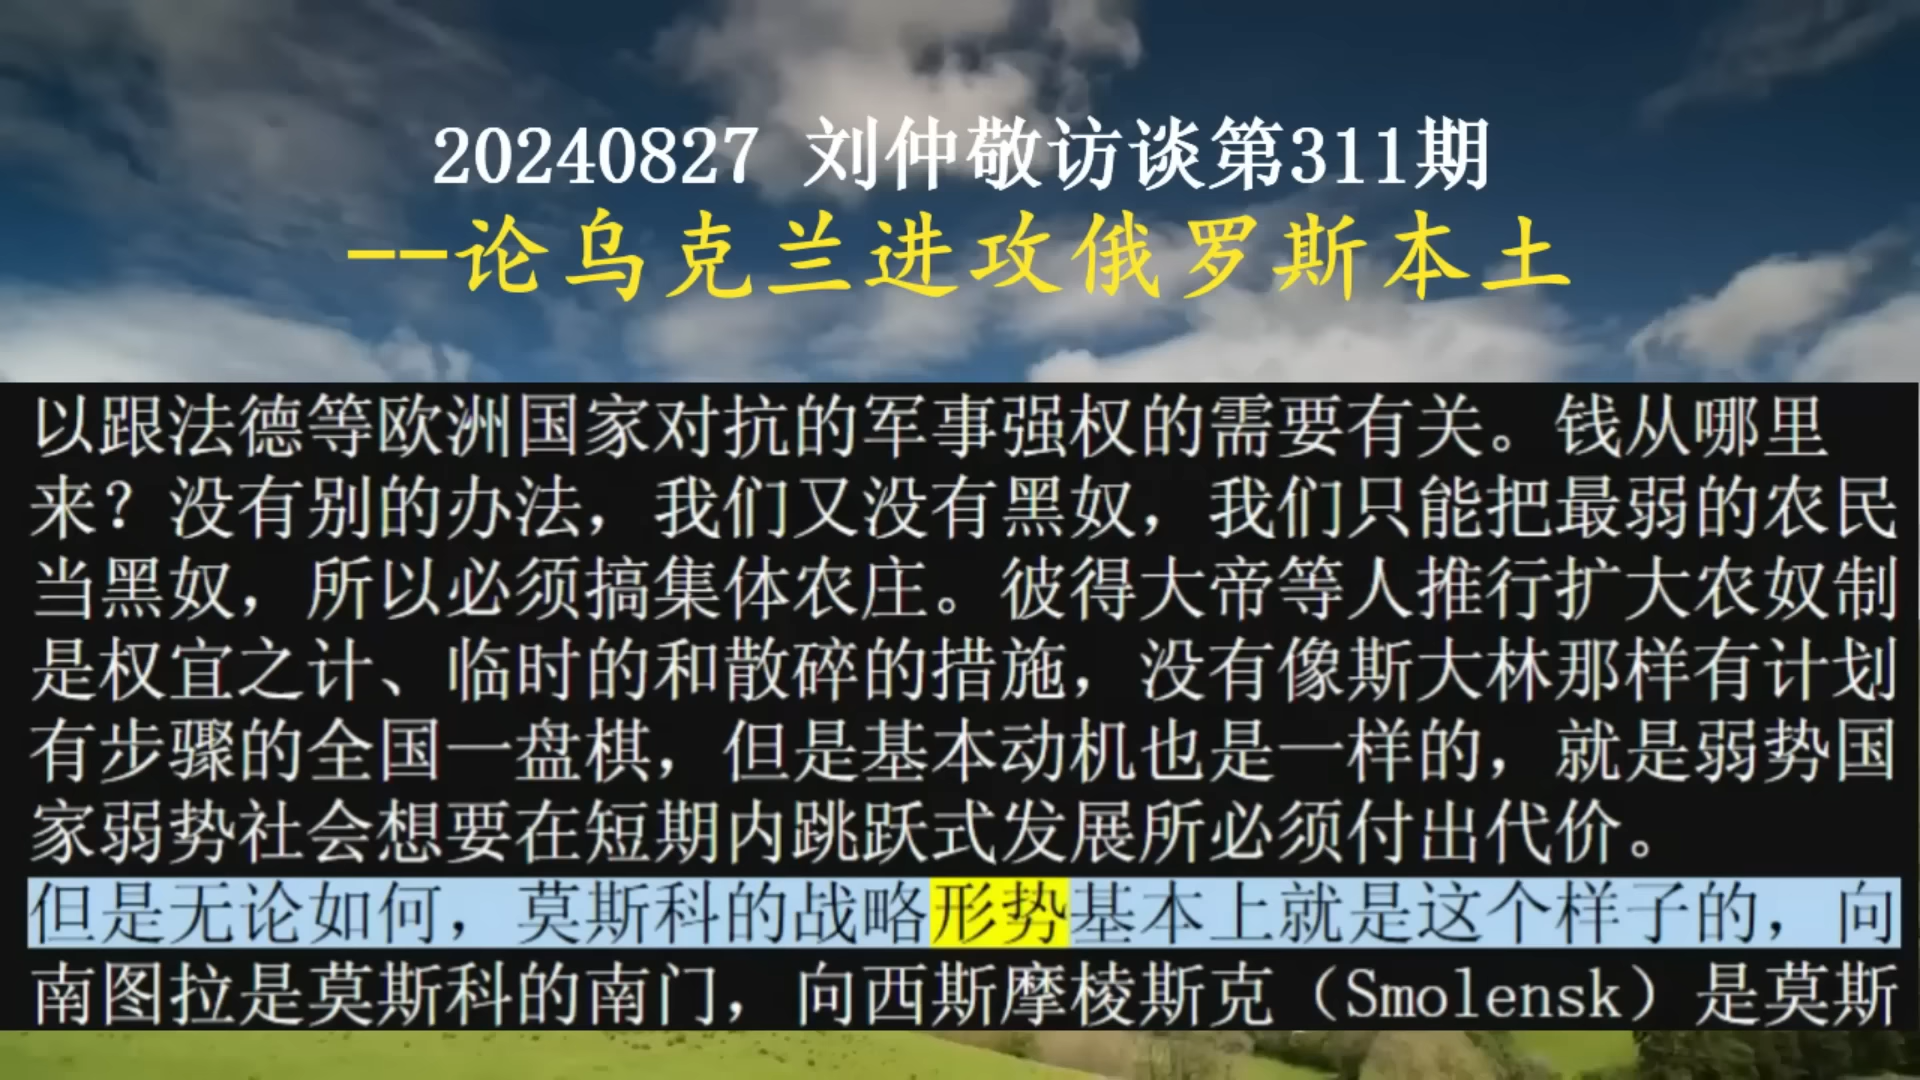 20240827 刘仲敬访谈第311期
--论乌克兰进攻俄罗斯本土
以跟法德等欧洲国家对抗的军事强权的需要有关。钱从哪里
来？没有别的办法，我们又没有黑奴，我们只能把最弱的农民
当黑奴，所以必须搞集体农庄。彼得大帝等人推行扩大农奴制
是权宜之计、临时的和散碎的措施，没有像斯大林那样有计划
有步骤的全国一盘棋，但是基本动机也是一样的，就是弱势国
家弱势社会想要在短期内跳跃式发展所必须付出代价。
但是无论如何，莫斯科的战略形势基本上就是这个样子的，向
南图拉是莫斯科的南门，向西斯摩棱斯克（Smolensk）是莫斯